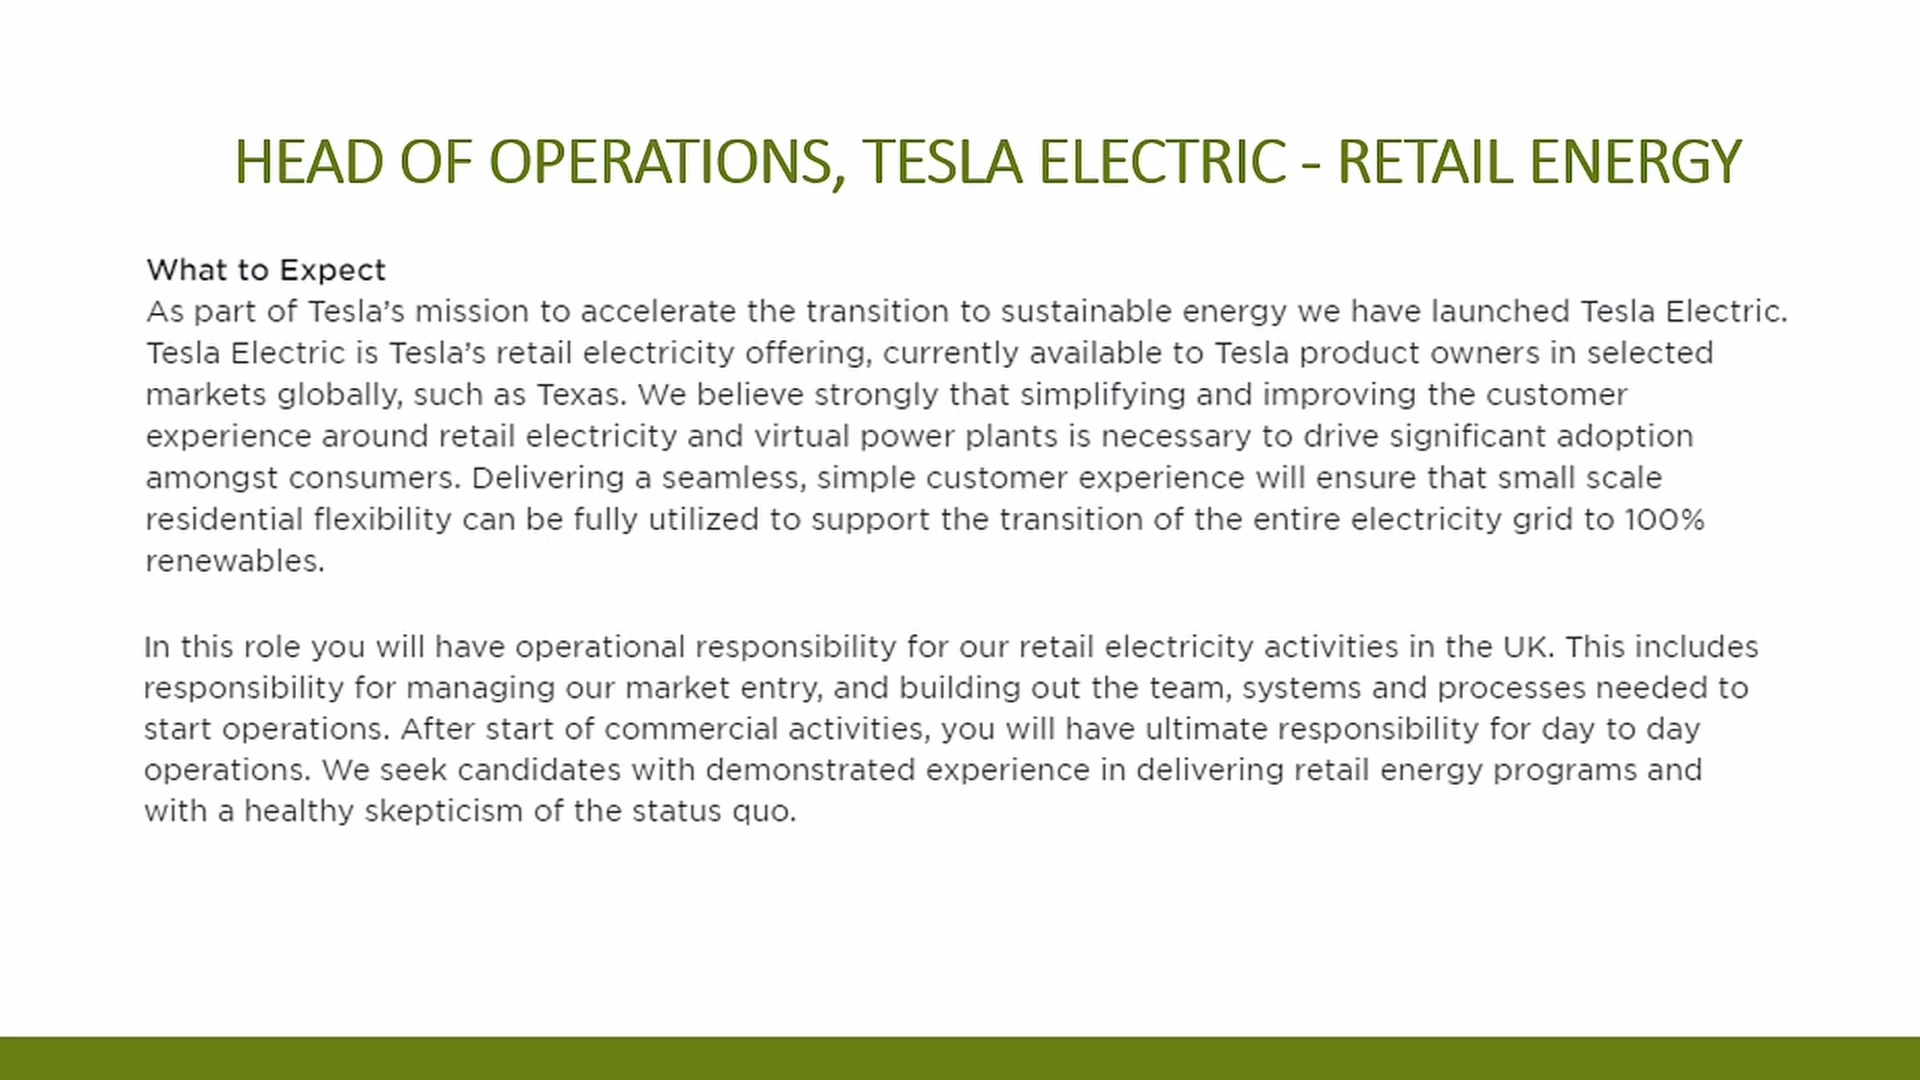 HEAD OF OPERATIONS, TESLA ELECTRIC - RETAIL ENERGY
What to Expect
As part of Tesla’s mission to accelerate the transition to sustainable energy we have launched Tesla Electric.
Tesla Electric is Tesla’s retail electricity offering, currently available to Tesla product owners in selected
markets globally, such as Texas. We believe strongly that simplifying and improving the customer
experience around retail electricity and virtual power plants is necessary to drive significant adoption
amongst consumers. Delivering a seamless, simple customer experience will ensure that small scale
residential flexibility can be fully utilized to support the transition of the entire electricity grid to 100%
renewables.
In this role you will have operational responsibility for our retail electricity activities in the UK. This includes
responsibility for managing our market entry, and building out the team, systems and processes needed to
start operations. After start of commercial activities, you will have ultimate responsibility for day to day
operations. We seek candidates with demonstrated experience in delivering retail energy programs and
with a healthy skepticism of the status quo.